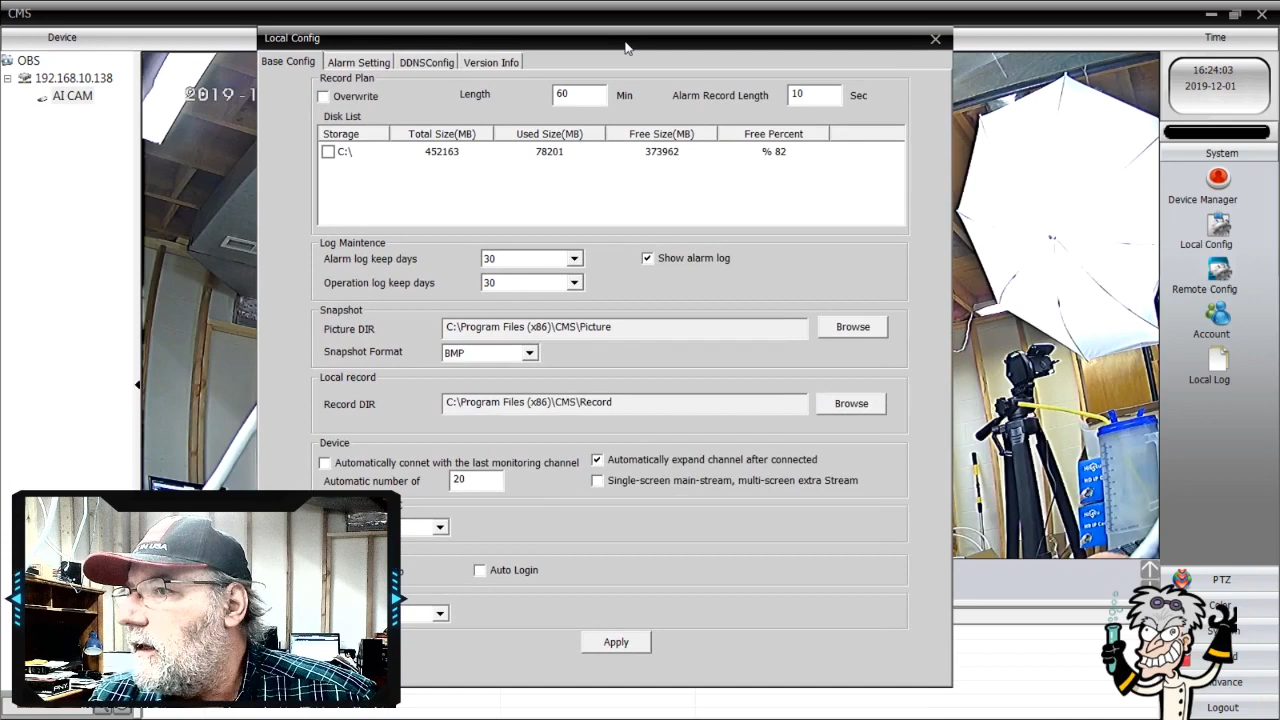 CMS
Device
Time
OBS
192.168.10.138
AI CAM
2019-1
Local Config
Base Config Alarm Setting DDNSConfig Version Info
Record Plan
Overwrite Length 60 Min Alarm Record Length 10 Sec
Disk List
Storage Total Size(MB) Used Size(MB) Free Size(MB) Free Percent
C:\ 452163 78201 373962 % 82
Log Maintence
Alarm log keep days 30 Show alarm log
Operation log keep days 30
Snapshot
Picture DIR C:\Program Files (x86)\CMS\Picture Browse
Snapshot Format BMP
Local record
Record DIR C:\Program Files (x86)\CMS\Record Browse
Device
Automatically connet with the last monitoring channel Automatically expand channel after connected
Automatic number of 20 Single-screen main-stream, multi-screen extra Stream
Auto Login
Apply
16:24:03
2019-12-01
System
Device Manager
Local Config
Remote Config
Account
Local Log
PTZ
Color
Advance
Logout